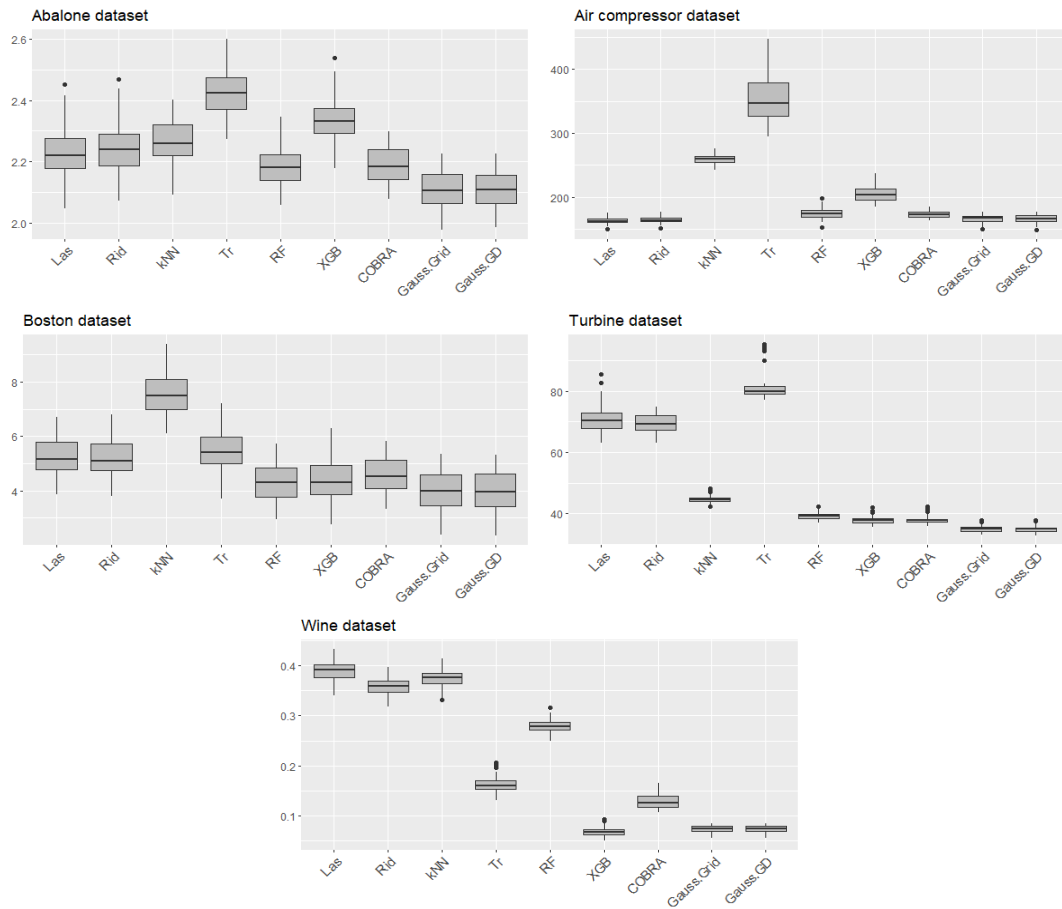 Abalone dataset
2.6
2.4
2.2
2.0
Las Rid kNN Tr RF XGB COBRA Gauss.Grid Gauss.GD
Air compressor dataset
400
300
200
Las Rid kNN Tr RF XGB COBRA Gauss.Grid Gauss.GD
Boston dataset
8
6
4
Las Rid kNN Tr RF XGB COBRA Gauss.Grid Gauss.GD
Turbine dataset
80
60
40
Las Rid kNN Tr RF XGB COBRA Gauss.Grid Gauss.GD
Wine dataset
0.4
0.3
0.2
0.1
Las Rid kNN Tr RF XGB COBRA Gauss.Grid Gauss.GD